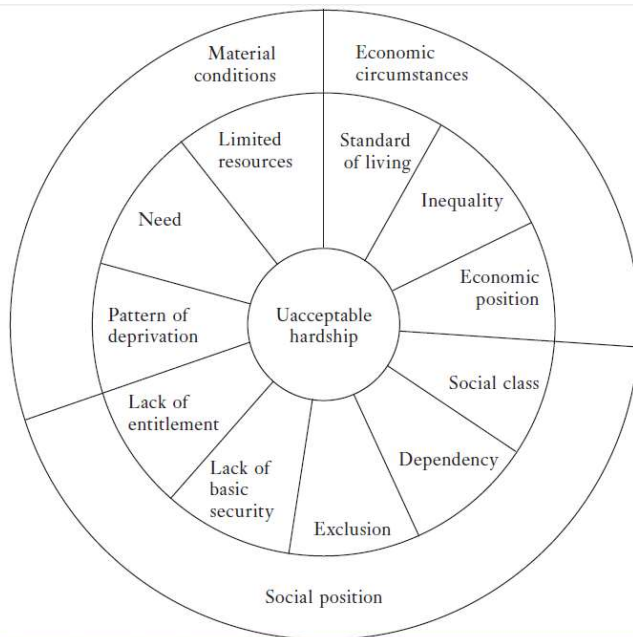 Material
conditions
Economic
circumstances
Limited
resources
Standard
of living
Inequality
Need
Economic
position
Pattern of
deprivation
Uacceptable
hardship
Social class
Lack of
entitlement
Dependency
Lack of
basic
security
Exclusion
Social position